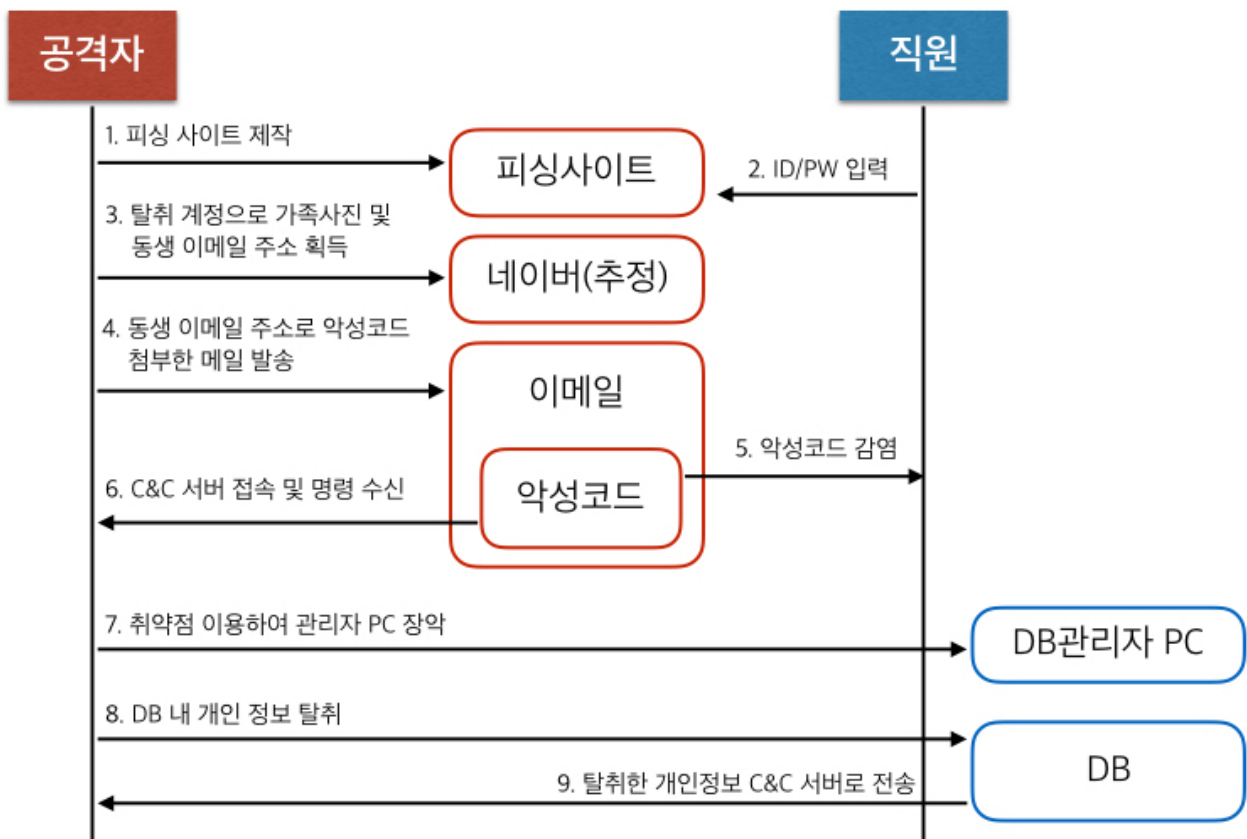 공격자
직원
1. 피싱 사이트 제작
피싱사이트
2. ID/PW 입력
3. 탈취 계정으로 가족사진 및
동생 이메일 주소 획득
네이버(추정)
4. 동생 이메일 주소로 악성코드
첨부한 메일 발송
이메일
5. 악성코드 감염
악성코드
6. C&C 서버 접속 및 명령 수신
7. 취약점 이용하여 관리자 PC 장악
DB관리자 PC
8. DB 내 개인 정보 탈취
DB
9. 탈취한 개인정보 C&C 서버로 전송